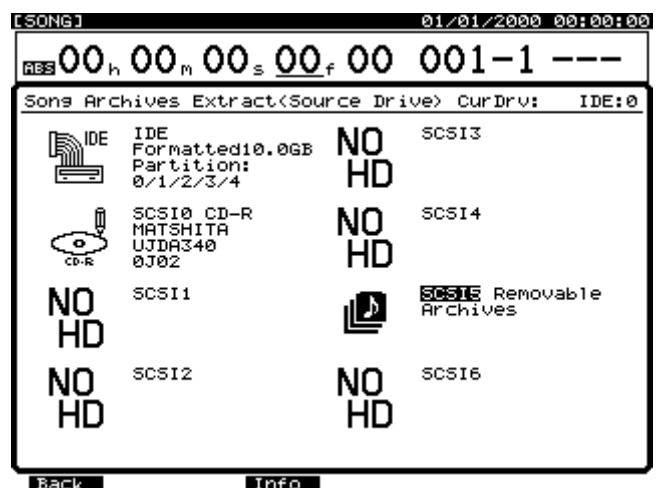 [SONG] 01/01/2000 00:00:00
ABS 00h 00m 00s 00f 00 001-1 ---
Song Archives Extract(Source Drive) CurDrv: IDE:0
IDE
IDE
Formatted10.0GB
Partition:
0/1/2/3/4
NO
HD
SCSI3
CD-R
SCSI0 CD-R
MATSHITA
UJDA340
0J02
NO
HD
SCSI4
NO
HD
SCSI1
SCSI5 Removable
Archives
NO
HD
SCSI2
NO
HD
SCSI6
Back Info